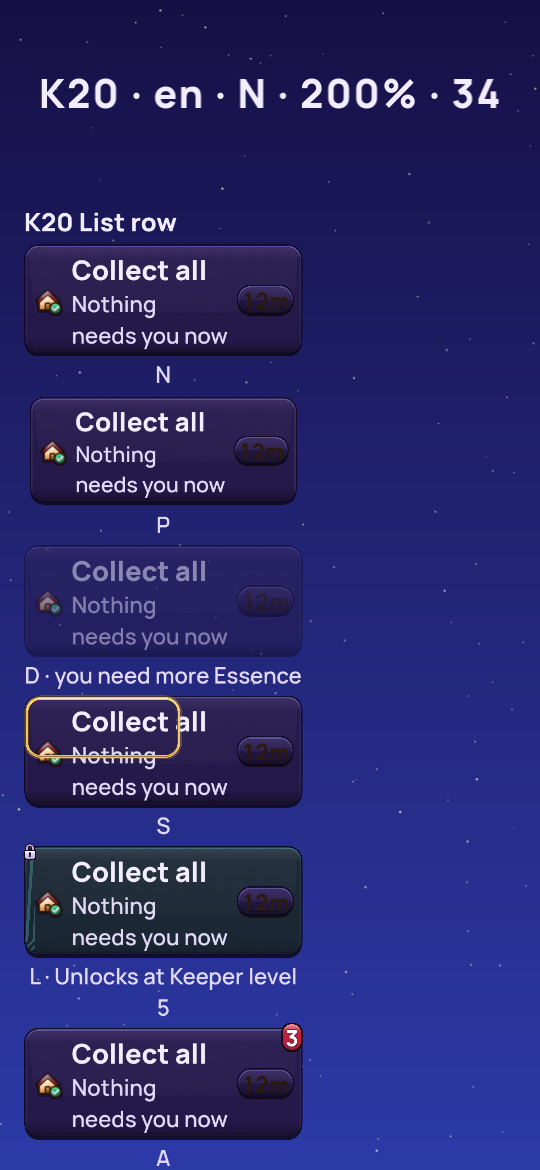 K20 · en · N · 200% · 34
K20 List row
Collect all
Nothing
needs you now
12m
N
Collect all
Nothing
needs you now
12m
P
Collect all
Nothing
needs you now
12m
D · you need more Essence
Collect all
Nothing
needs you now
12m
S
Collect all
Nothing
needs you now
12m
L · Unlocks at Keeper level
5
3
Collect all
Nothing
needs you now
12m
A